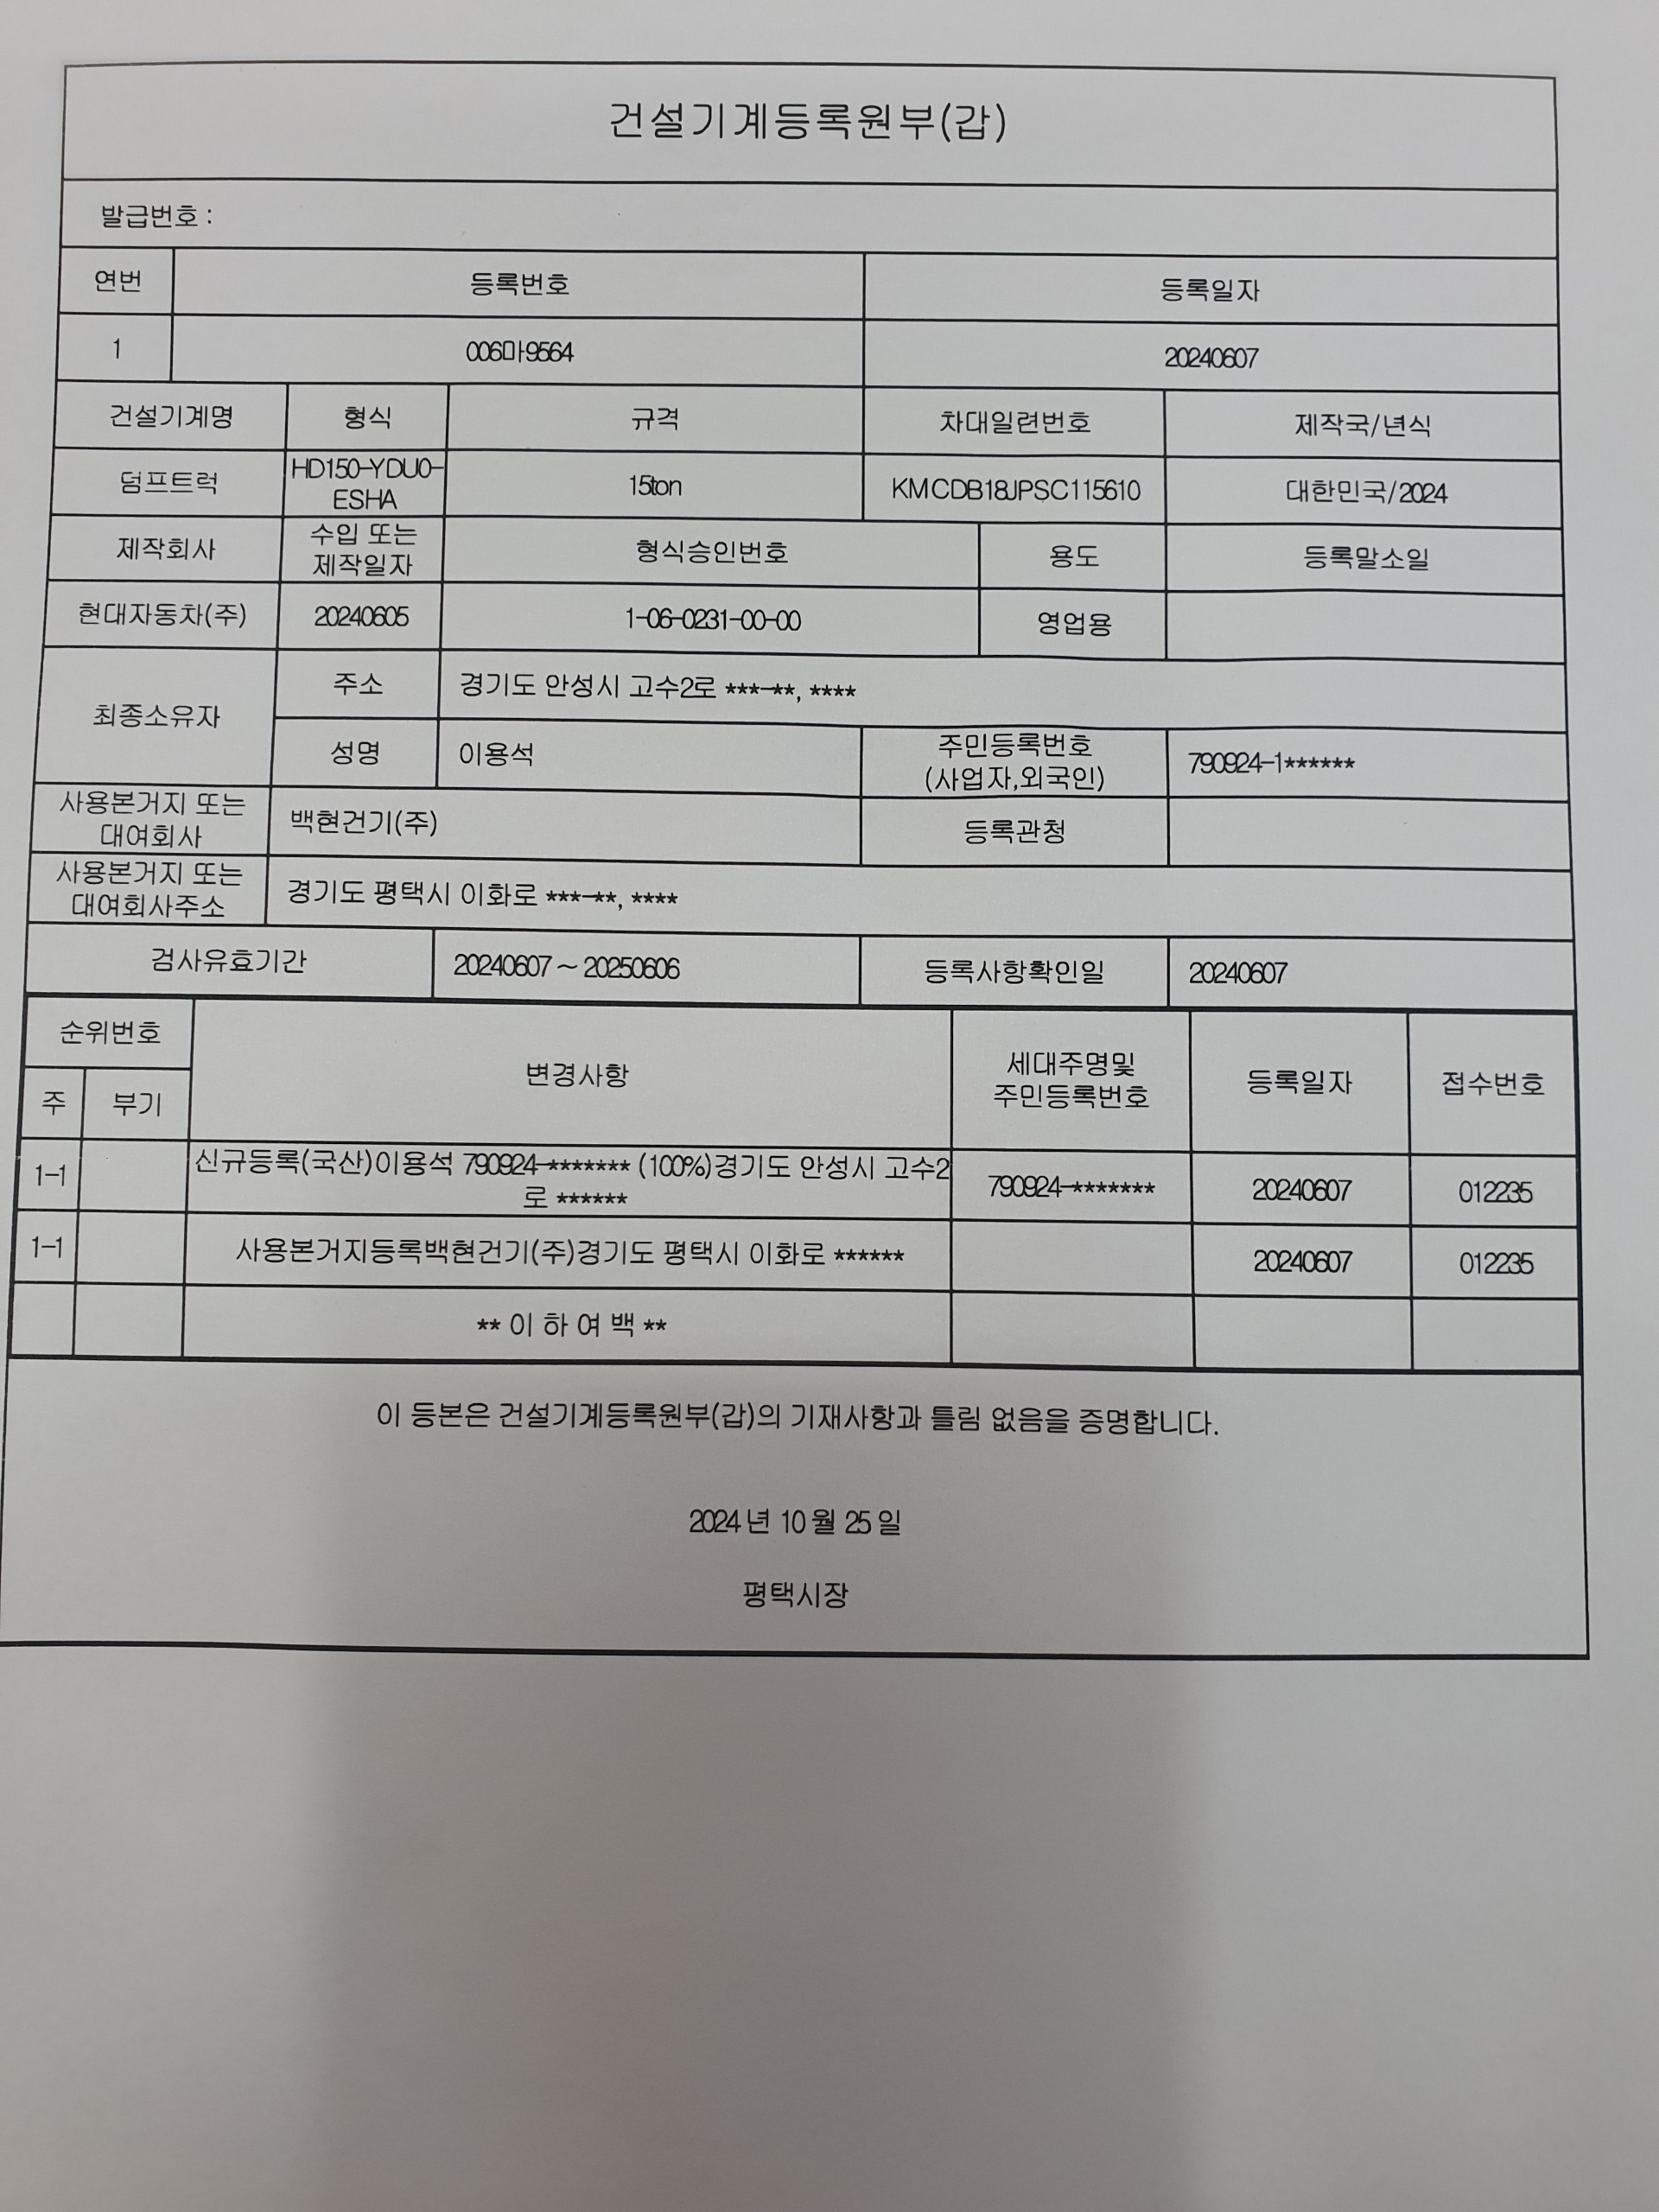 건설기계등록원부(갑)
발급번호 :
연번 등록번호 등록일자
1 006마9564 20240607
건설기계명 형식 규격 차대일련번호 제작국/년식
덤프트럭 HD150-YDU0-ESHA 15ton KMCDB18JPSC115610 대한민국/2024
제작회사 수입 또는 제작일자 형식승인번호 용도 등록말소일
현대자동차(주) 20240605 1-06-0231-00-00 영업용
최종소유자 주소 경기도 안성시 고수2로 ***-**, ****
성명 이용석 주민등록번호 (사업자,외국인) 790924-1******
사용본거지 또는 대여회사 백현건기(주) 등록관청
사용본거지 또는 대여회사주소 경기도 평택시 이화로 ***-**, ****
검사유효기간 20240607 ~ 20250606 등록사항확인일 20240607
순위번호 변경사항 세대주명및 주민등록번호 등록일자 접수번호
주 부기
1-1 신규등록(국산)이용석 790924-******* (100%)경기도 안성시 고수2로 ****** 790924-******* 20240607 012235
1-1 사용본거지등록백현건기(주)경기도 평택시 이화로 ****** 20240607 012235
** 이 하 여 백 **
이 등본은 건설기계등록원부(갑)의 기재사항과 틀림 없음을 증명합니다.
2024 년 10 월 25 일
평택시장